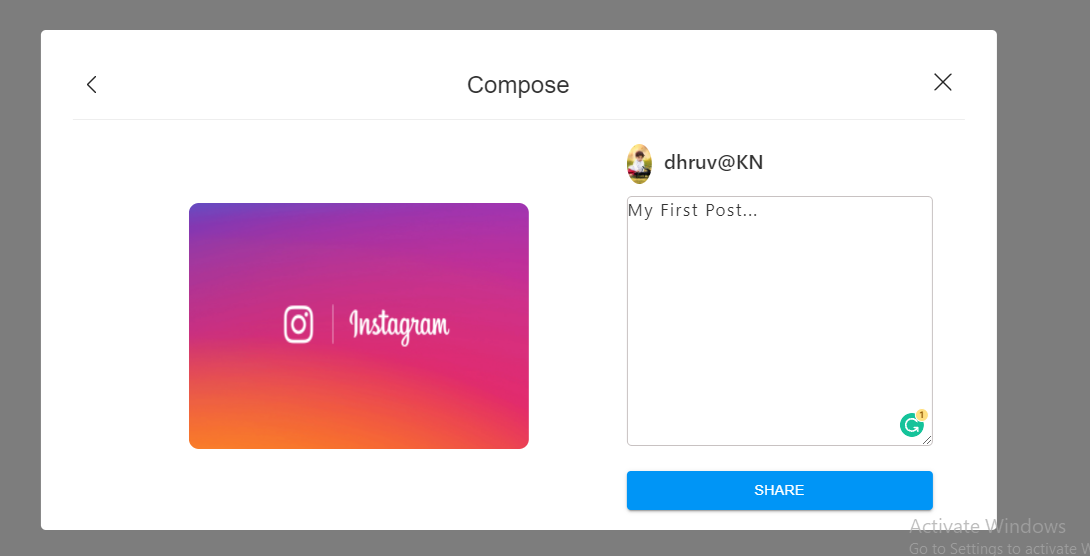 Compose
dhruv@KN
My First Post...
Instagram
1
SHARE
Activate Windows
Go to Settings to activate W